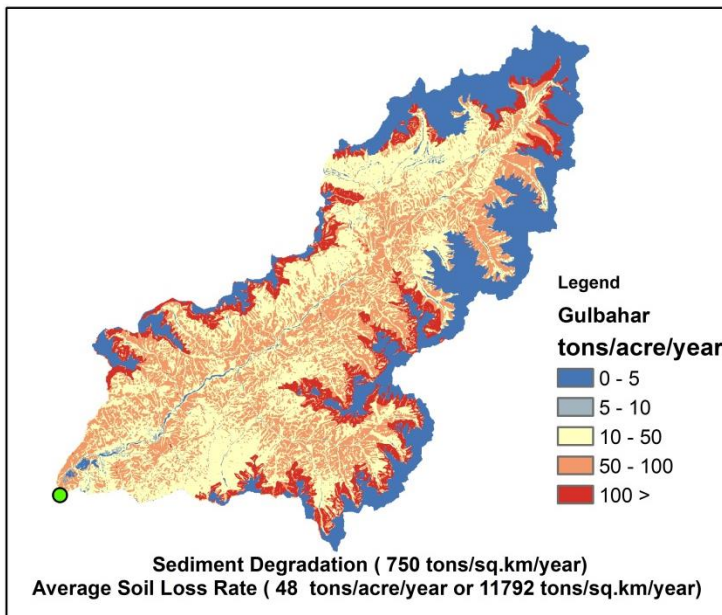 Legend
Gulbahar
tons/acre/year
0 - 5
5 - 10
10 - 50
50 - 100
100 >
Sediment Degradation ( 750 tons/sq.km/year)
Average Soil Loss Rate ( 48 tons/acre/year or 11792 tons/sq.km/year)